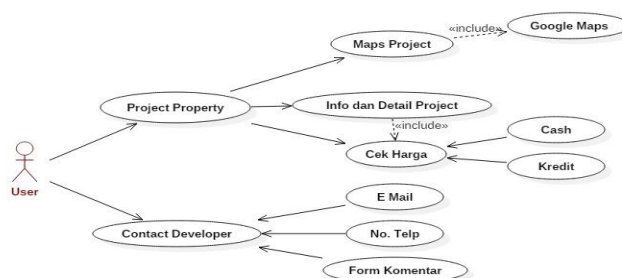 «include»
Google Maps
Maps Project
Project Property
Info dan Detail Project
«include»
Cash
Cek Harga
Kredit
User
E Mail
Contact Developer
No. Telp
Form Komentar